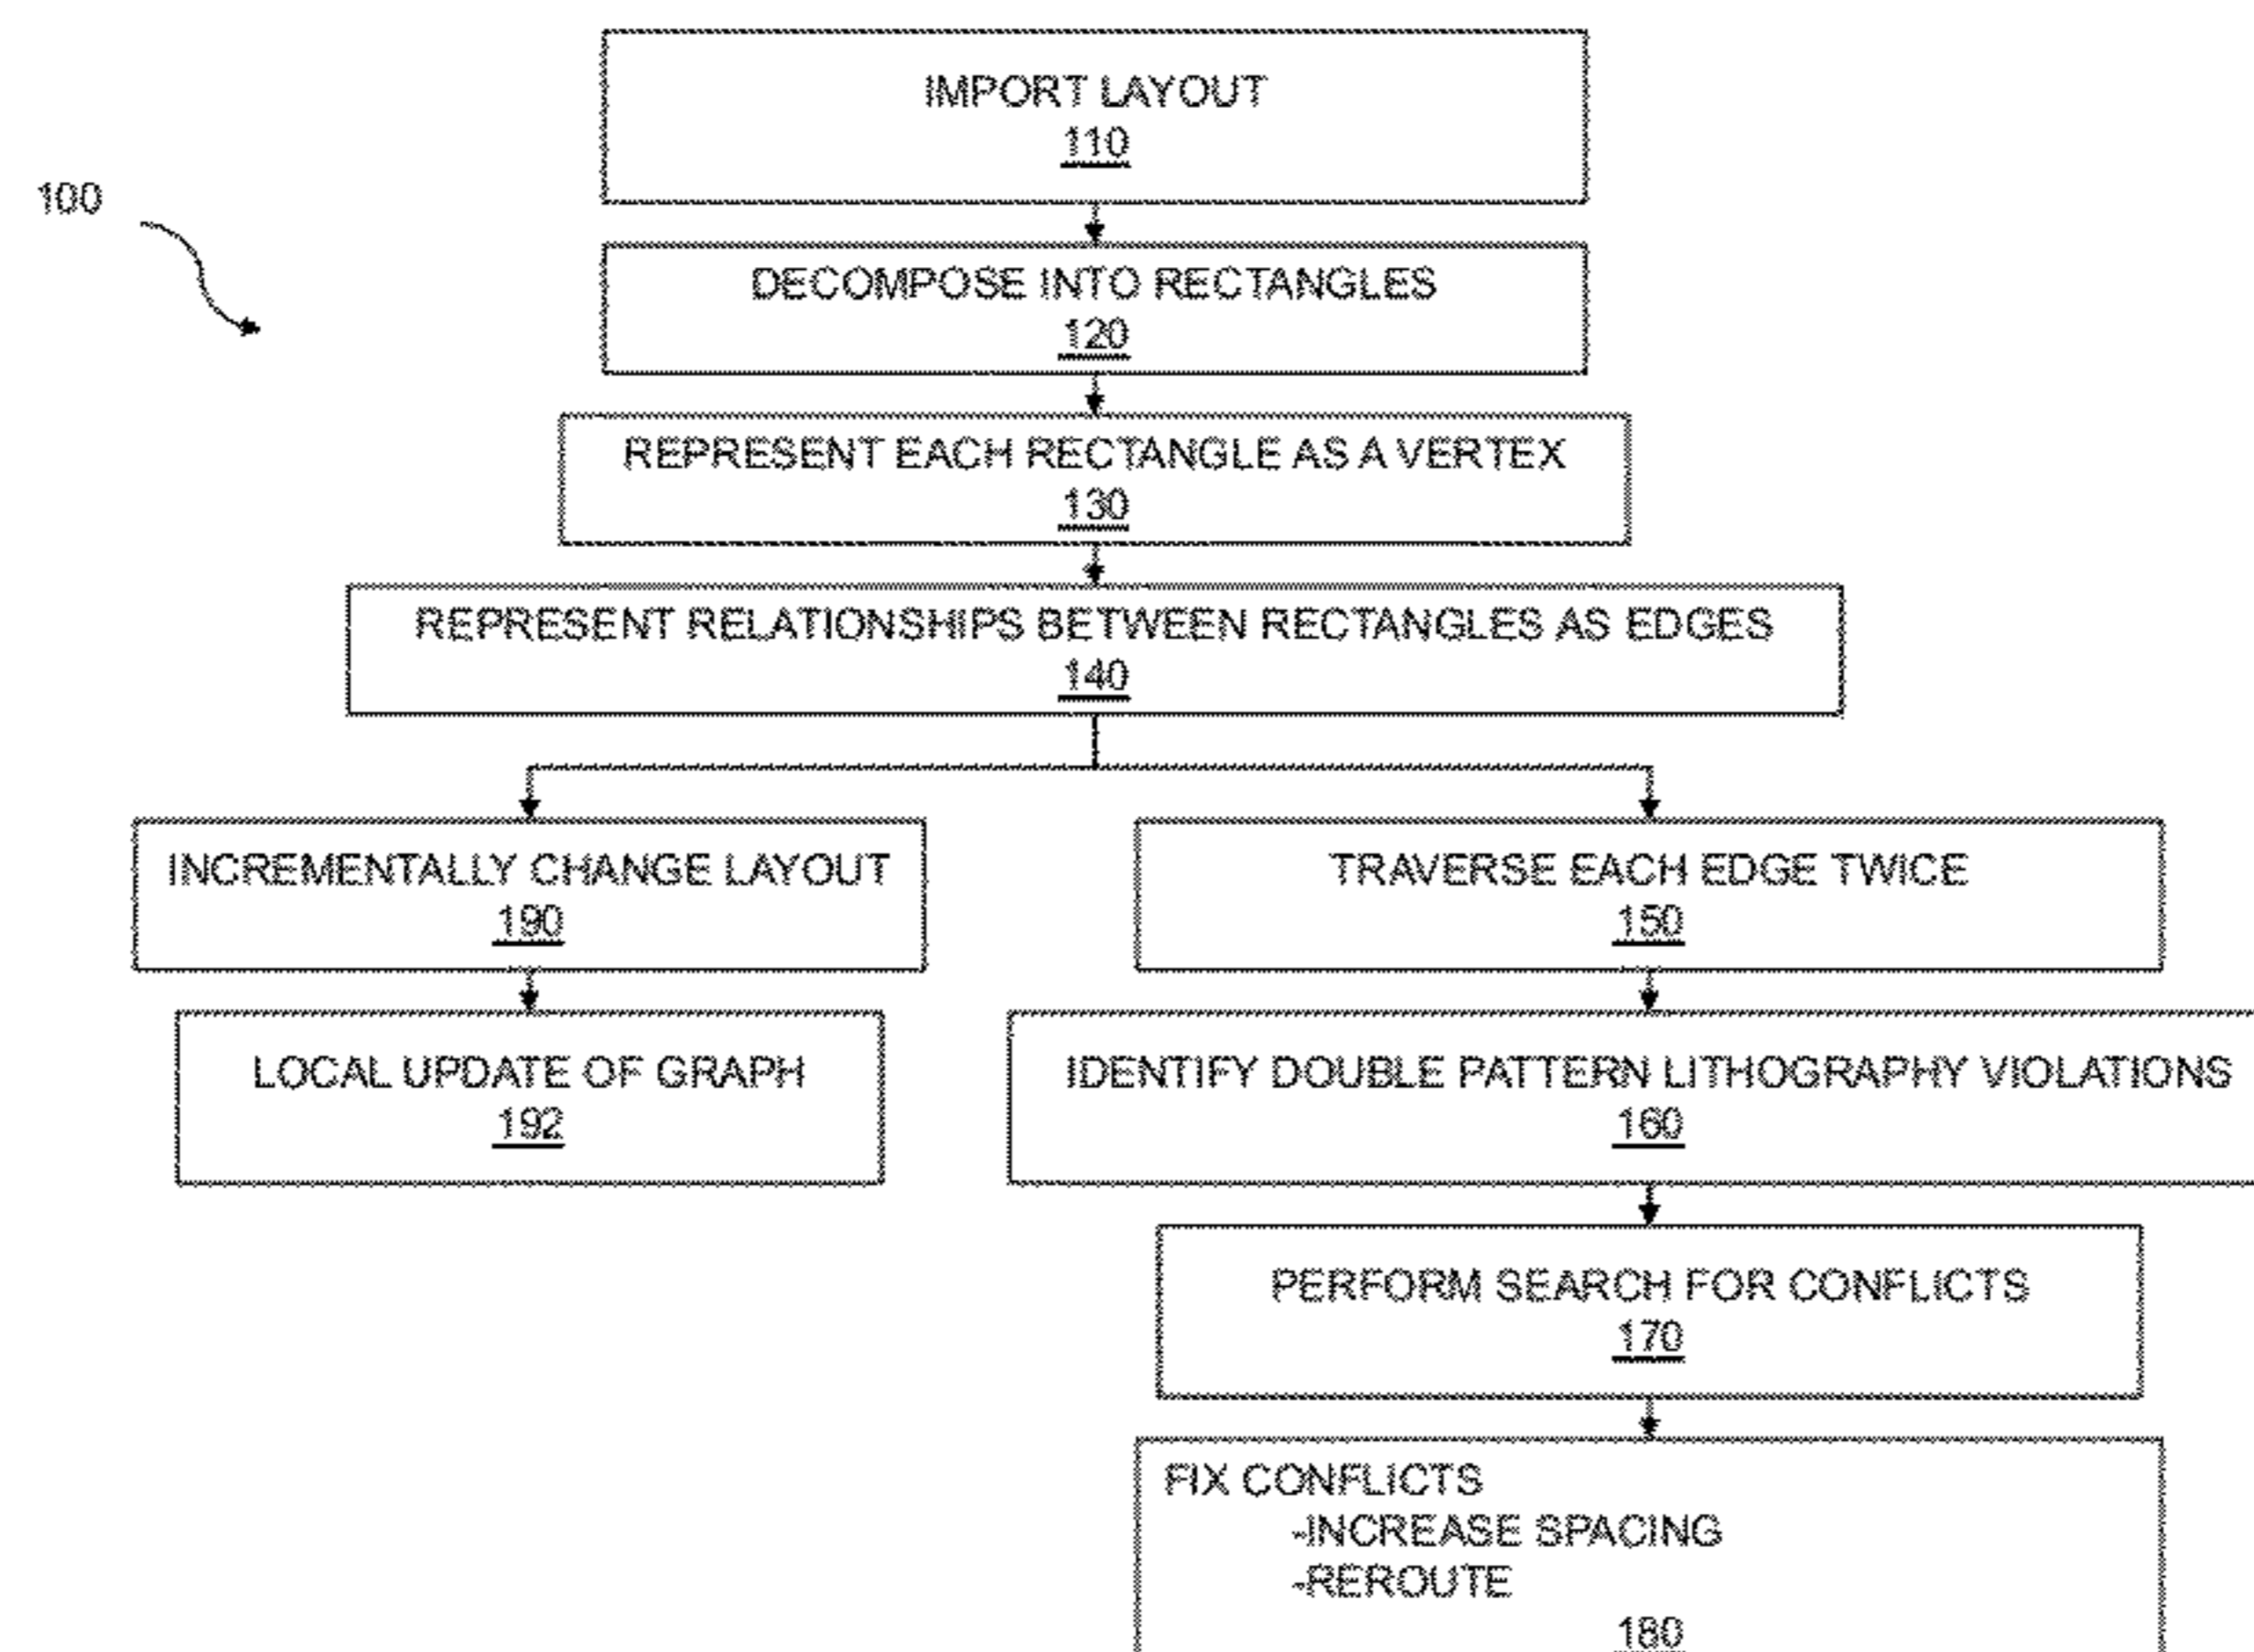 IMPORT LAYOUT
110
100
DECOMPOSE INTO RECTANGLES
120
REPRESENT EACH RECTANGLE AS A VERTEX
130
REPRESENT RELATIONSHIPS BETWEEN RECTANGLES AS EDGES
140
INCREMENTALLY CHANGE LAYOUT
190
TRAVERSE EACH EDGE TWICE
150
LOCAL UPDATE OF GRAPH
192
IDENTIFY DOUBLE PATTERN LITHOGRAPHY VIOLATIONS
160
PERFORM SEARCH FOR CONFLICTS
170
FIX CONFLICTS
-INCREASE SPACING
-REROUTE
180